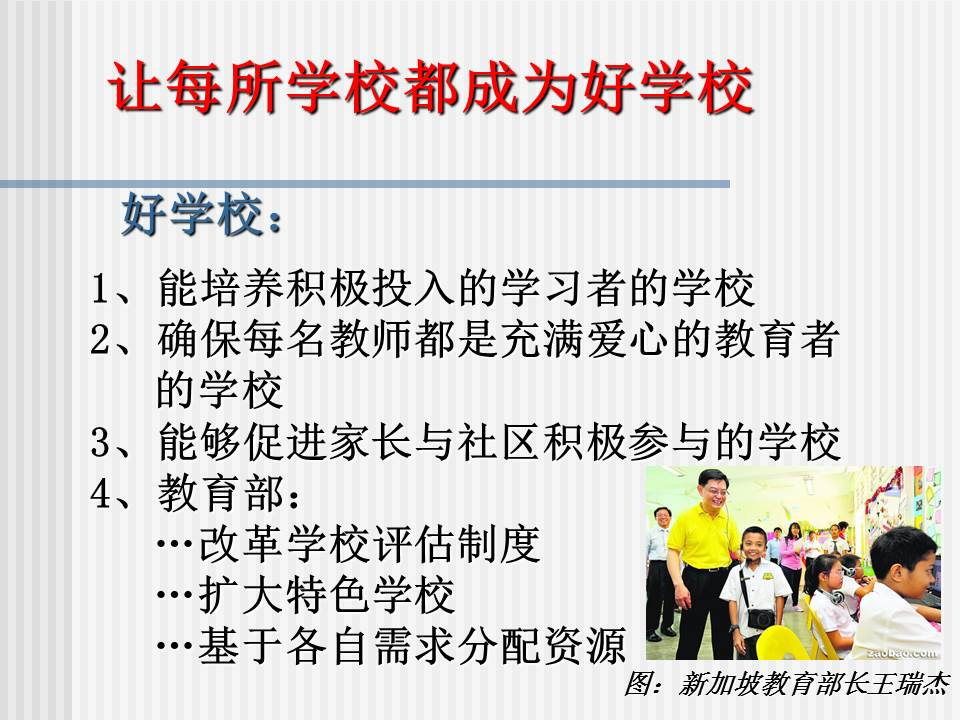 让每所学校都成为好学校
好学校：
1、能培养积极投入的学习者的学校
2、确保每名教师都是充满爱心的教育者
的学校
3、能够促进家长与社区积极参与的学校
4、教育部：
…改革学校评估制度
…扩大特色学校
…基于各自需求分配资源
zaobao.com
图：新加坡教育部长王瑞杰